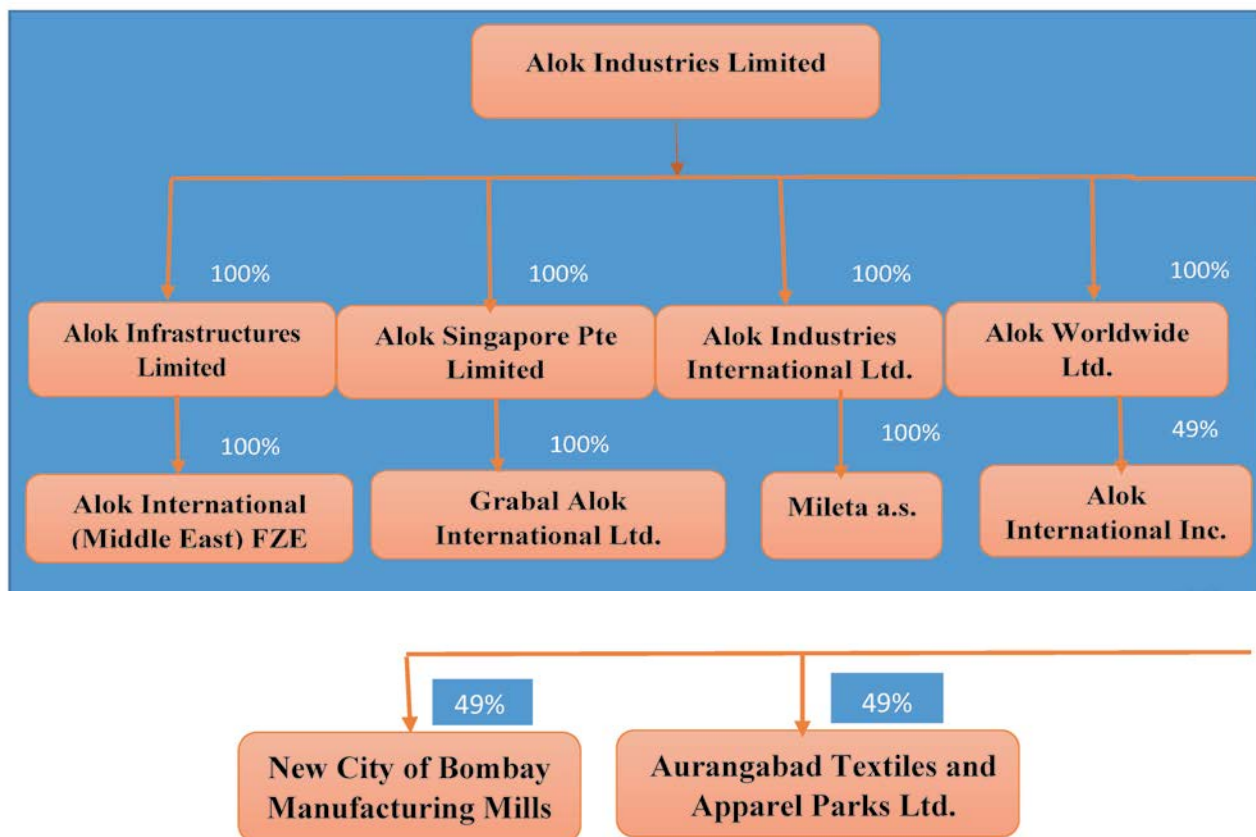 Alok Industries Limited
100%
100%
100%
100%
Alok Infrastructures
Limited
Alok Singapore Pte
Limited
Alok Industries
International Ltd.
Alok Worldwide
Ltd.
100%
100%
100%
49%
Alok International
(Middle East) FZE
Grabal Alok
International Ltd.
Mileta a.s.
Alok
International Inc.
49%
49%
New City of Bombay
Manufacturing Mills
Aurangabad Textiles and
Apparel Parks Ltd.